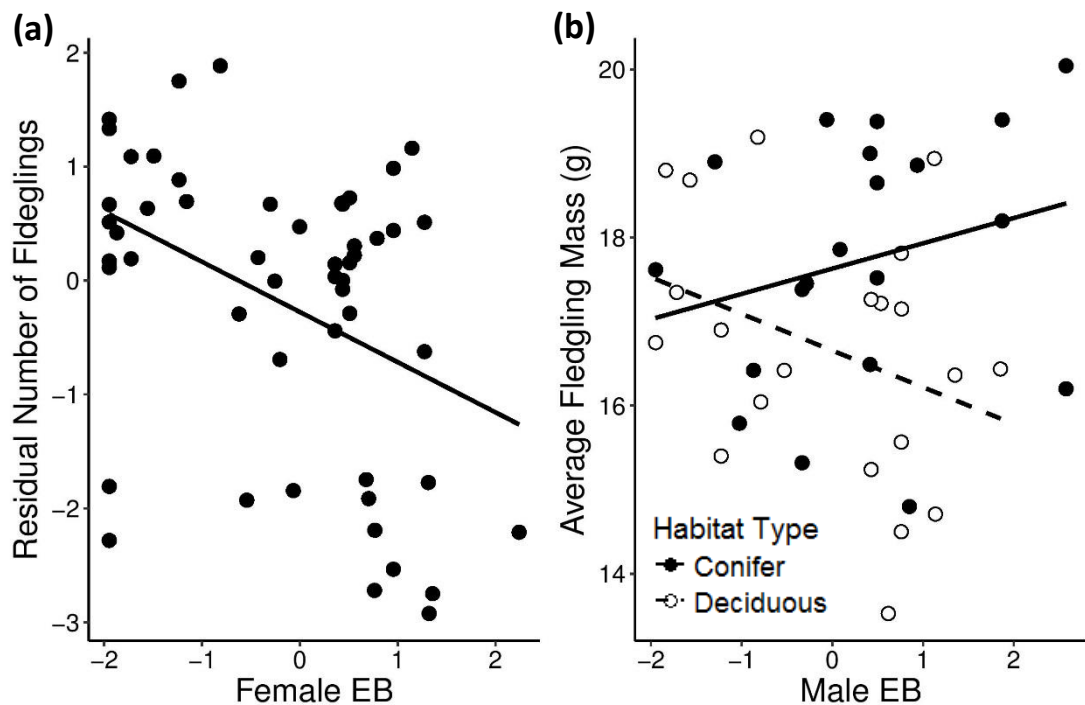 (a)
2
1
0
−1
−2
−3
Residual Number of Fldeglings
−2
−1
0
1
2
Female EB
(b)
20
18
16
14
Average Fledgling Mass (g)
Habitat Type
Conifer
Deciduous
−2
−1
0
1
2
Male EB